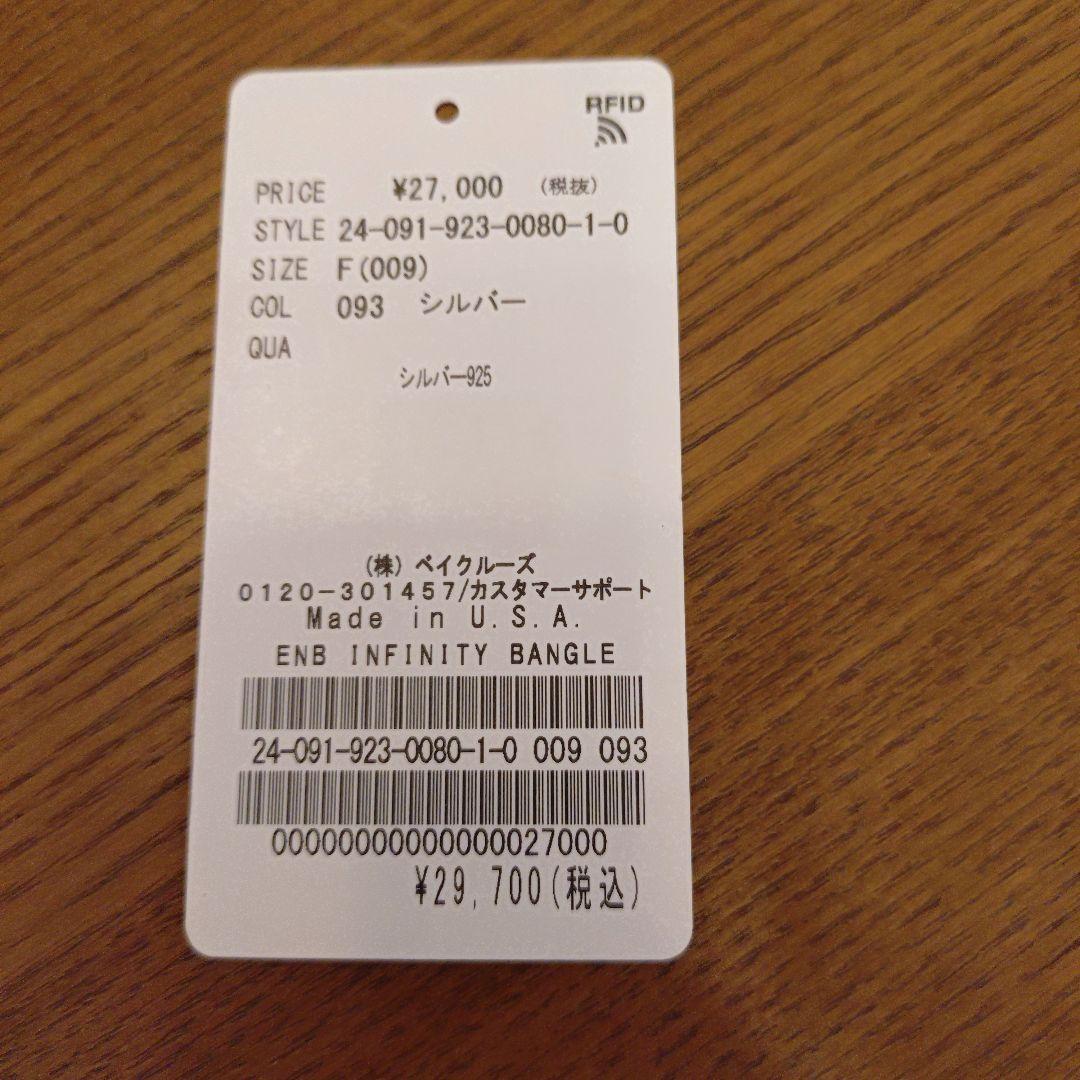 RFID
PRICE ¥27,000 (税抜)
STYLE 24-091-923-0080-1-0
SIZE F(009)
COL 093 シルバー
QUA
シルバー925
(株) ベイクルーズ
0120-301457/カスタマーサポート
Made in U.S.A.
ENB INFINITY BANGLE
24-091-923-0080-1-0 009 093
00000000000000027000
¥29,700(税込)